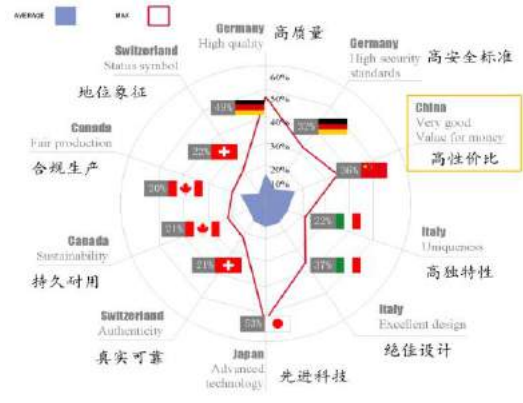 AVERAGE
MAX
Germany
High quality
高质量
Germany
High security
standards
高安全标准
Switzerland
Status symbol
地位象征
China
Very good
Value for money
高性价比
Canada
Fair production
合规生产
Italy
Uniqueness
高独特性
Canada
Sustainability
持久耐用
Italy
Excellent design
绝佳设计
Switzerland
Authenticity
真实可靠
Japan
Advanced
technology
先进科技
60%
50%
40%
20%
10%
49%
32%
36%
22%
37%
53%
21%
21%
20%
22%